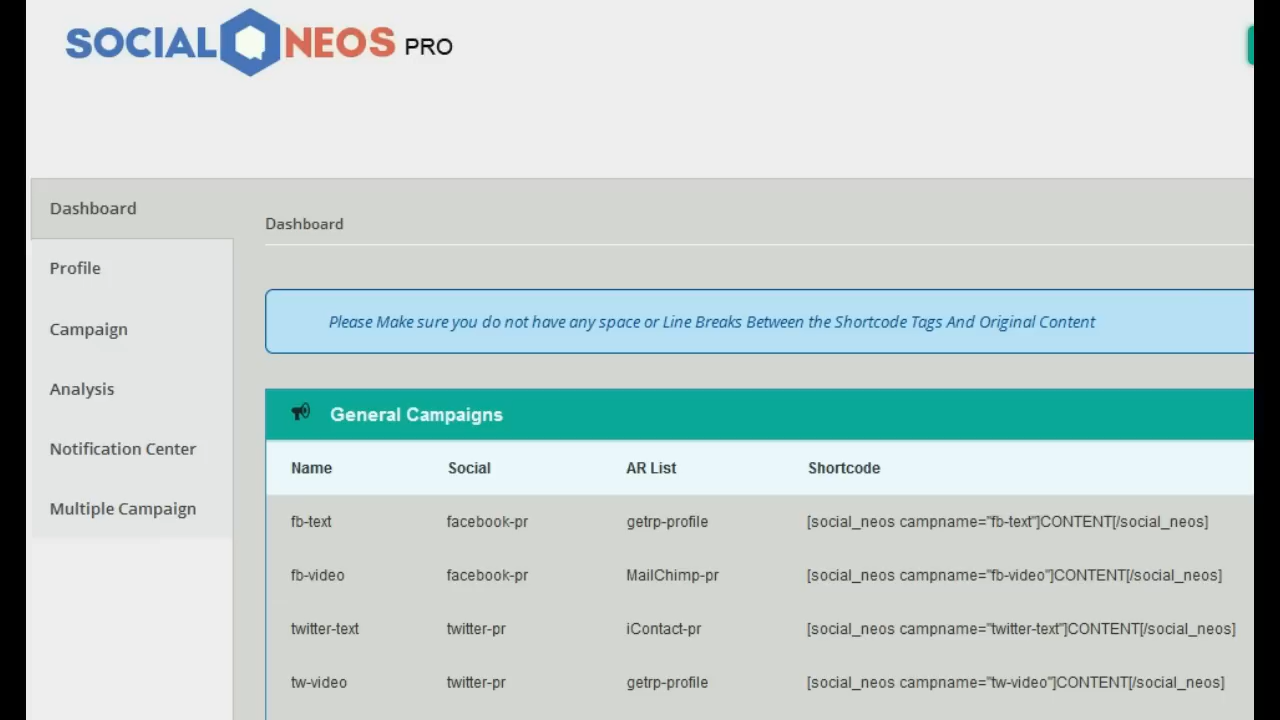 SOCIAL NEOS PRO
Dashboard
Profile
Campaign
Analysis
Notification Center
Multiple Campaign
Dashboard
Please Make sure you do not have any space or Line Breaks Between the Shortcode Tags And Original Content
General Campaigns
Name Social AR List Shortcode
fb-text facebook-pr getrp-profile [social_neos campname="fb-text"]CONTENT[/social_neos]
fb-video facebook-pr MailChimp-pr [social_neos campname="fb-video"]CONTENT[/social_neos]
twitter-text twitter-pr iContact-pr [social_neos campname="twitter-text"]CONTENT[/social_neos]
tw-video twitter-pr getrp-profile [social_neos campname="tw-video"]CONTENT[/social_neos]